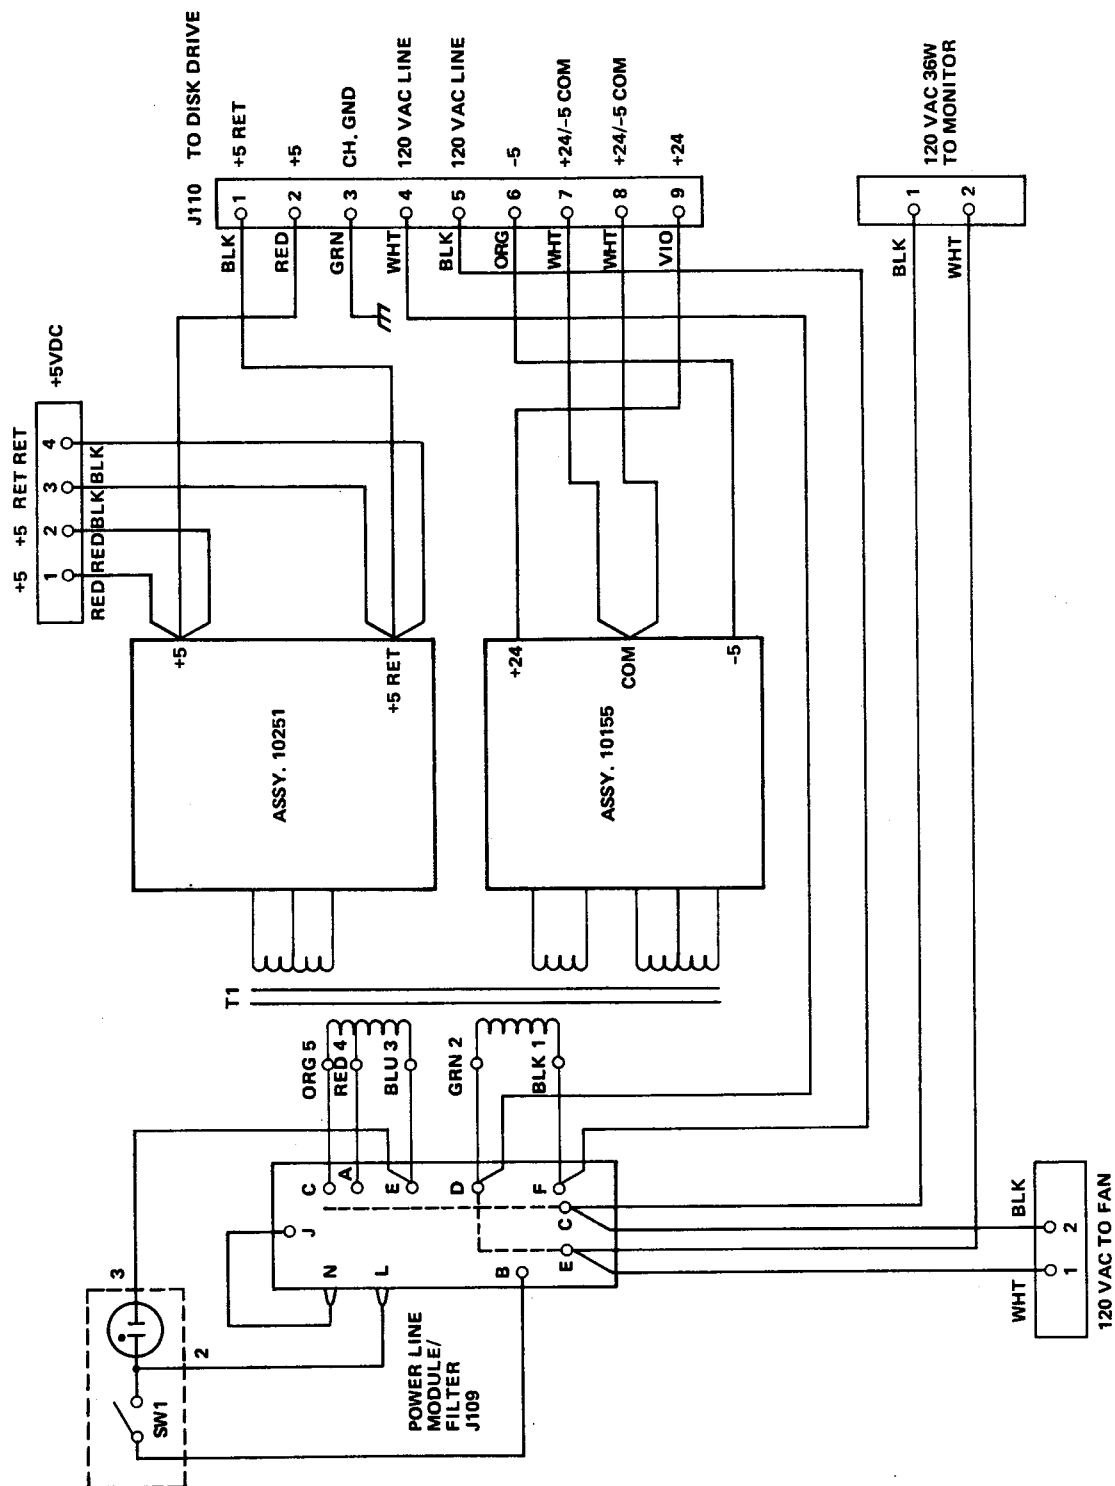 SW1
2
3
POWER LINE
MODULE/
FILTER
J109
N
L
B
J
C
A
E
D
F
C
E
ORG 5
RED 4
BLU 3
GRN 2
BLK 1
T1
ASSY. 10251
+5
+5 RET
ASSY. 10155
+24
COM
-5
+5 +5 RET RET
1 2 3 4
+5VDC
RED RED BLK BLK
J110 TO DISK DRIVE
BLK 1 +5 RET
RED 2 +5
GRN 3 CH. GND
WHT 4 120 VAC LINE
BLK 5 120 VAC LINE
ORG 6 -5
WHT 7 +24/-5 COM
WHT 8 +24/-5 COM
VIO 9 +24
120 VAC 36W
TO MONITOR
BLK 1
WHT 2
WHT BLK
1 2
120 VAC TO FAN